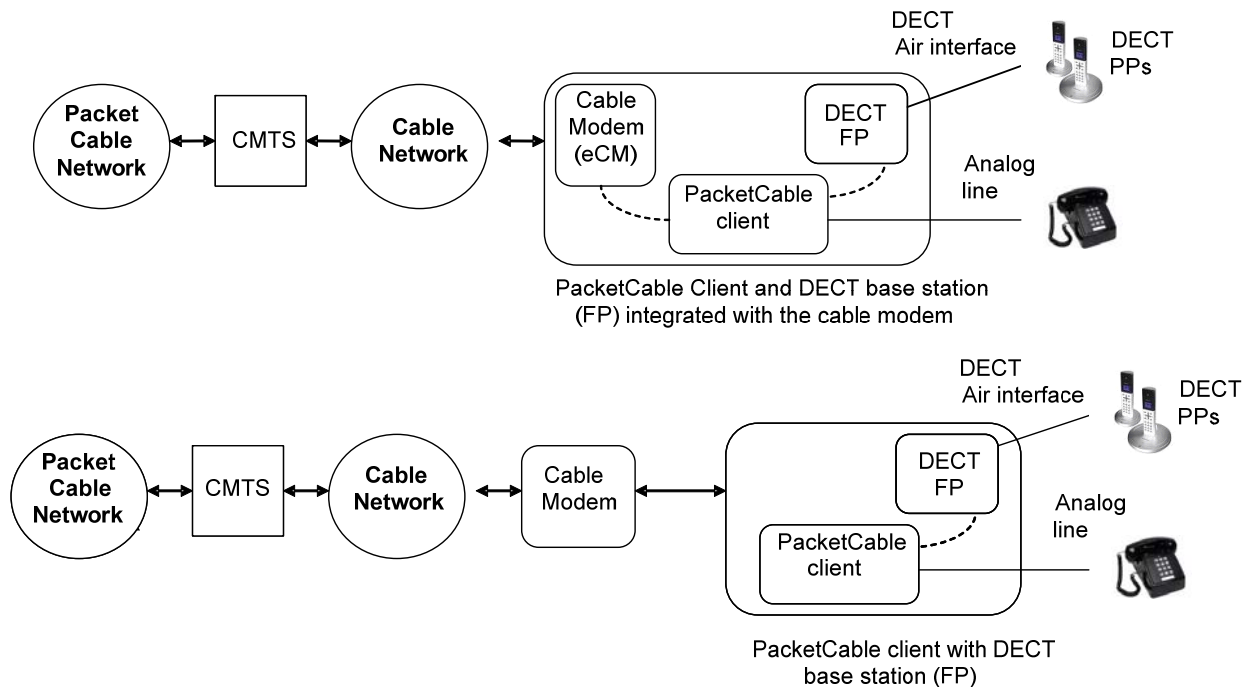 DECT
Air interface
DECT
PPs
Packet
Cable
Network
CMTS
Cable
Network
Cable
Modem
(eCM)
DECT
FP
PacketCable
client
Analog
line
PacketCable Client and DECT base station
(FP) integrated with the cable modem
DECT
Air interface
DECT
PPs
Packet
Cable
Network
CMTS
Cable
Network
Cable
Modem
DECT
FP
PacketCable
client
Analog
line
PacketCable client with DECT
base station (FP)